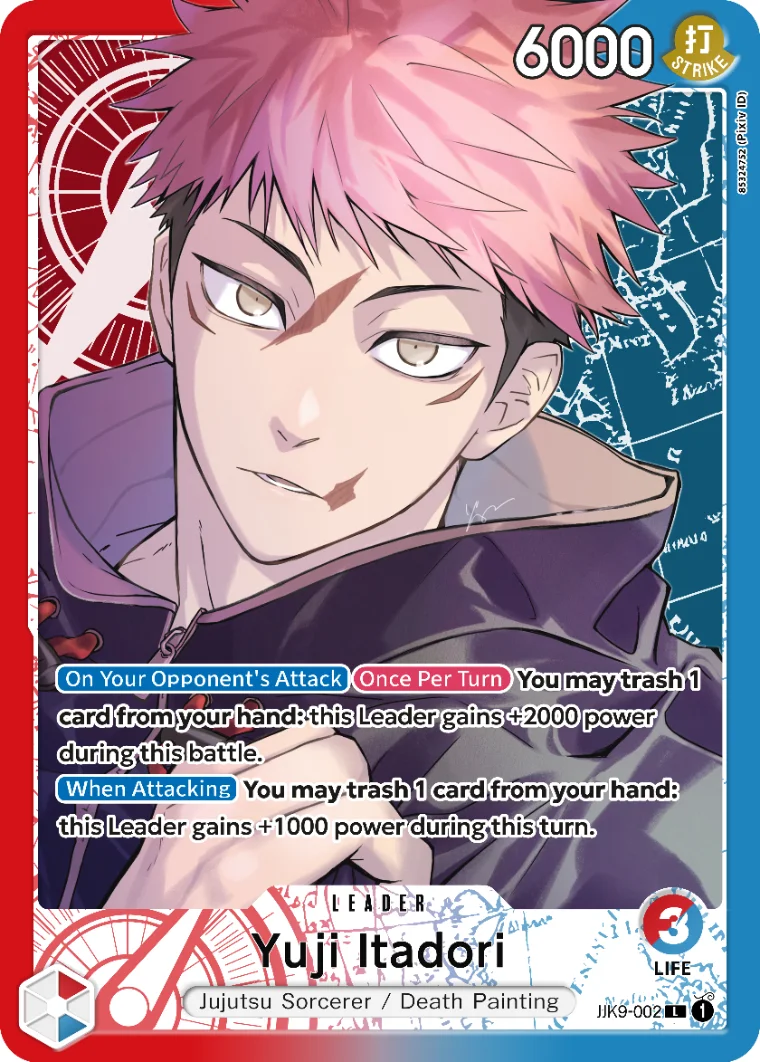 6000
打
STRIKE
85324752 (Pixiv ID)
On Your Opponent's Attack Once Per Turn You may trash 1
card from your hand: this Leader gains +2000 power
during this battle.
When Attacking You may trash 1 card from your hand:
this Leader gains +1000 power during this turn.
LEADER
Yuji Itadori
3
LIFE
Jujutsu Sorcerer / Death Painting
JJK9-002 L 1